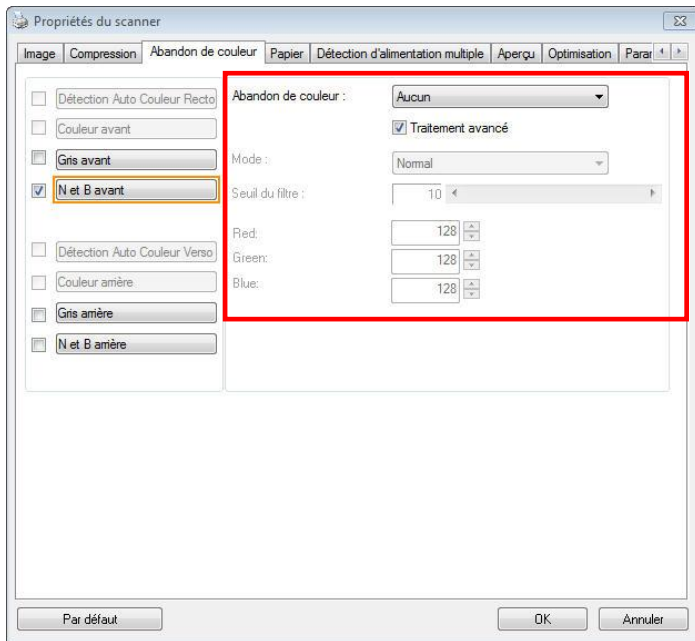 Propriétés du scanner
Image Compression Abandon de couleur Papier Détection d'alimentation multiple Aperçu Optimisation Parar
Détection Auto Couleur Recto
Couleur avant
Gris avant
N et B avant
Détection Auto Couleur Verso
Couleur arrière
Gris arrière
N et B arrière
Abandon de couleur : Aucun
Traitement avancé
Mode : Normal
Seuil du filtre : 10
Red: 128
Green: 128
Blue: 128
Par défaut OK Annuler